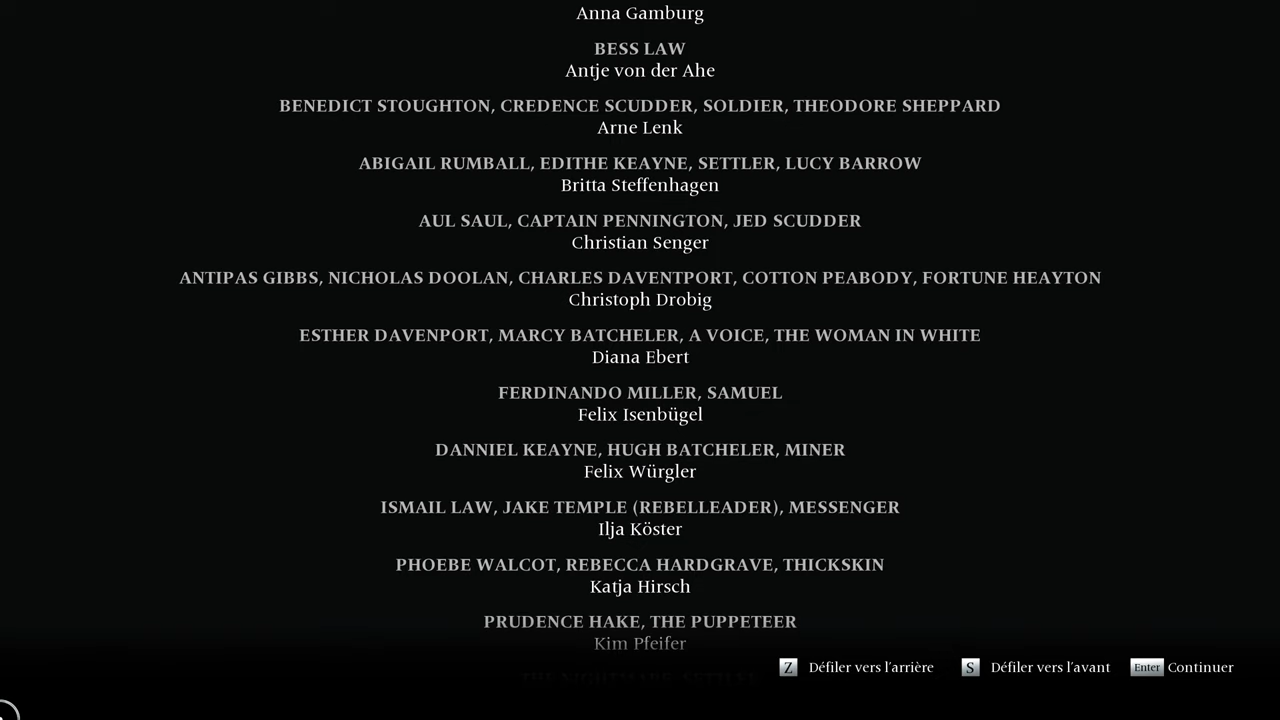 Anna Gamburg
BESS LAW
Antje von der Ahe
BENEDICT STOUGHTON, CREDENCE SCUDDER, SOLDIER, THEODORE SHEPPARD
Arne Lenk
ABIGAIL RUMBALL, EDITHE KEAYNE, SETTLER, LUCY BARROW
Britta Steffenhagen
AUL SAUL, CAPTAIN PENNINGTON, JED SCUDDER
Christian Senger
ANTIPAS GIBBS, NICHOLAS DOOLAN, CHARLES DAVENTPORT, COTTON PEABODY, FORTUNE HEAYTON
Christoph Drobig
ESTHER DAVENPORT, MARCY BATCHELER, A VOICE, THE WOMAN IN WHITE
Diana Ebert
FERDINANDO MILLER, SAMUEL
Felix Isenbügel
DANNIEL KEAYNE, HUGH BATCHELER, MINER
Felix Würgler
ISMAIL LAW, JAKE TEMPLE (REBELLEADER), MESSENGER
Ilja Köster
PHOEBE WALCOT, REBECCA HARDGRAVE, THICKSKIN
Katja Hirsch
PRUDENCE HAKE, THE PUPPETEER
Kim Pfeifer
Z Défiler vers l'arrière S Défiler vers l'avant Enter Continuer
THE NIGHTMARE, SETTLER